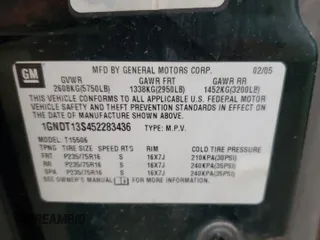 GM
MFD BY GENERAL MOTORS CORP. 02/05
GVWR GAWR FRT GAWR RR
2608KG(5750LB) 1338KG(2950LB) 1452KG(3200LB)
THIS VEHICLE CONFORMS TO ALL APPLICABLE U.S. FEDERAL MOTOR
VEHICLE SAFETY AND THEFT PREVENTION STANDARDS IN EFFECT ON
THE DATE OF MANUFACTURE SHOWN ABOVE.
1GNDT13S452283436 TYPE: M.P.V.
MODEL: T15506
TPNG TIRE SIZE SPEED RTG RIM COLD TIRE PRESSURE
FRT P235/75R16 S 16X7J 210KPA(30PSI)
RR P235/75R16 S 16X7J 240KPA(35PSI)
SPA P235/75R16 S 16X7J 240KPA(35PSI)
SEE OWNER'S MANUAL FOR MORE INFORMATION.